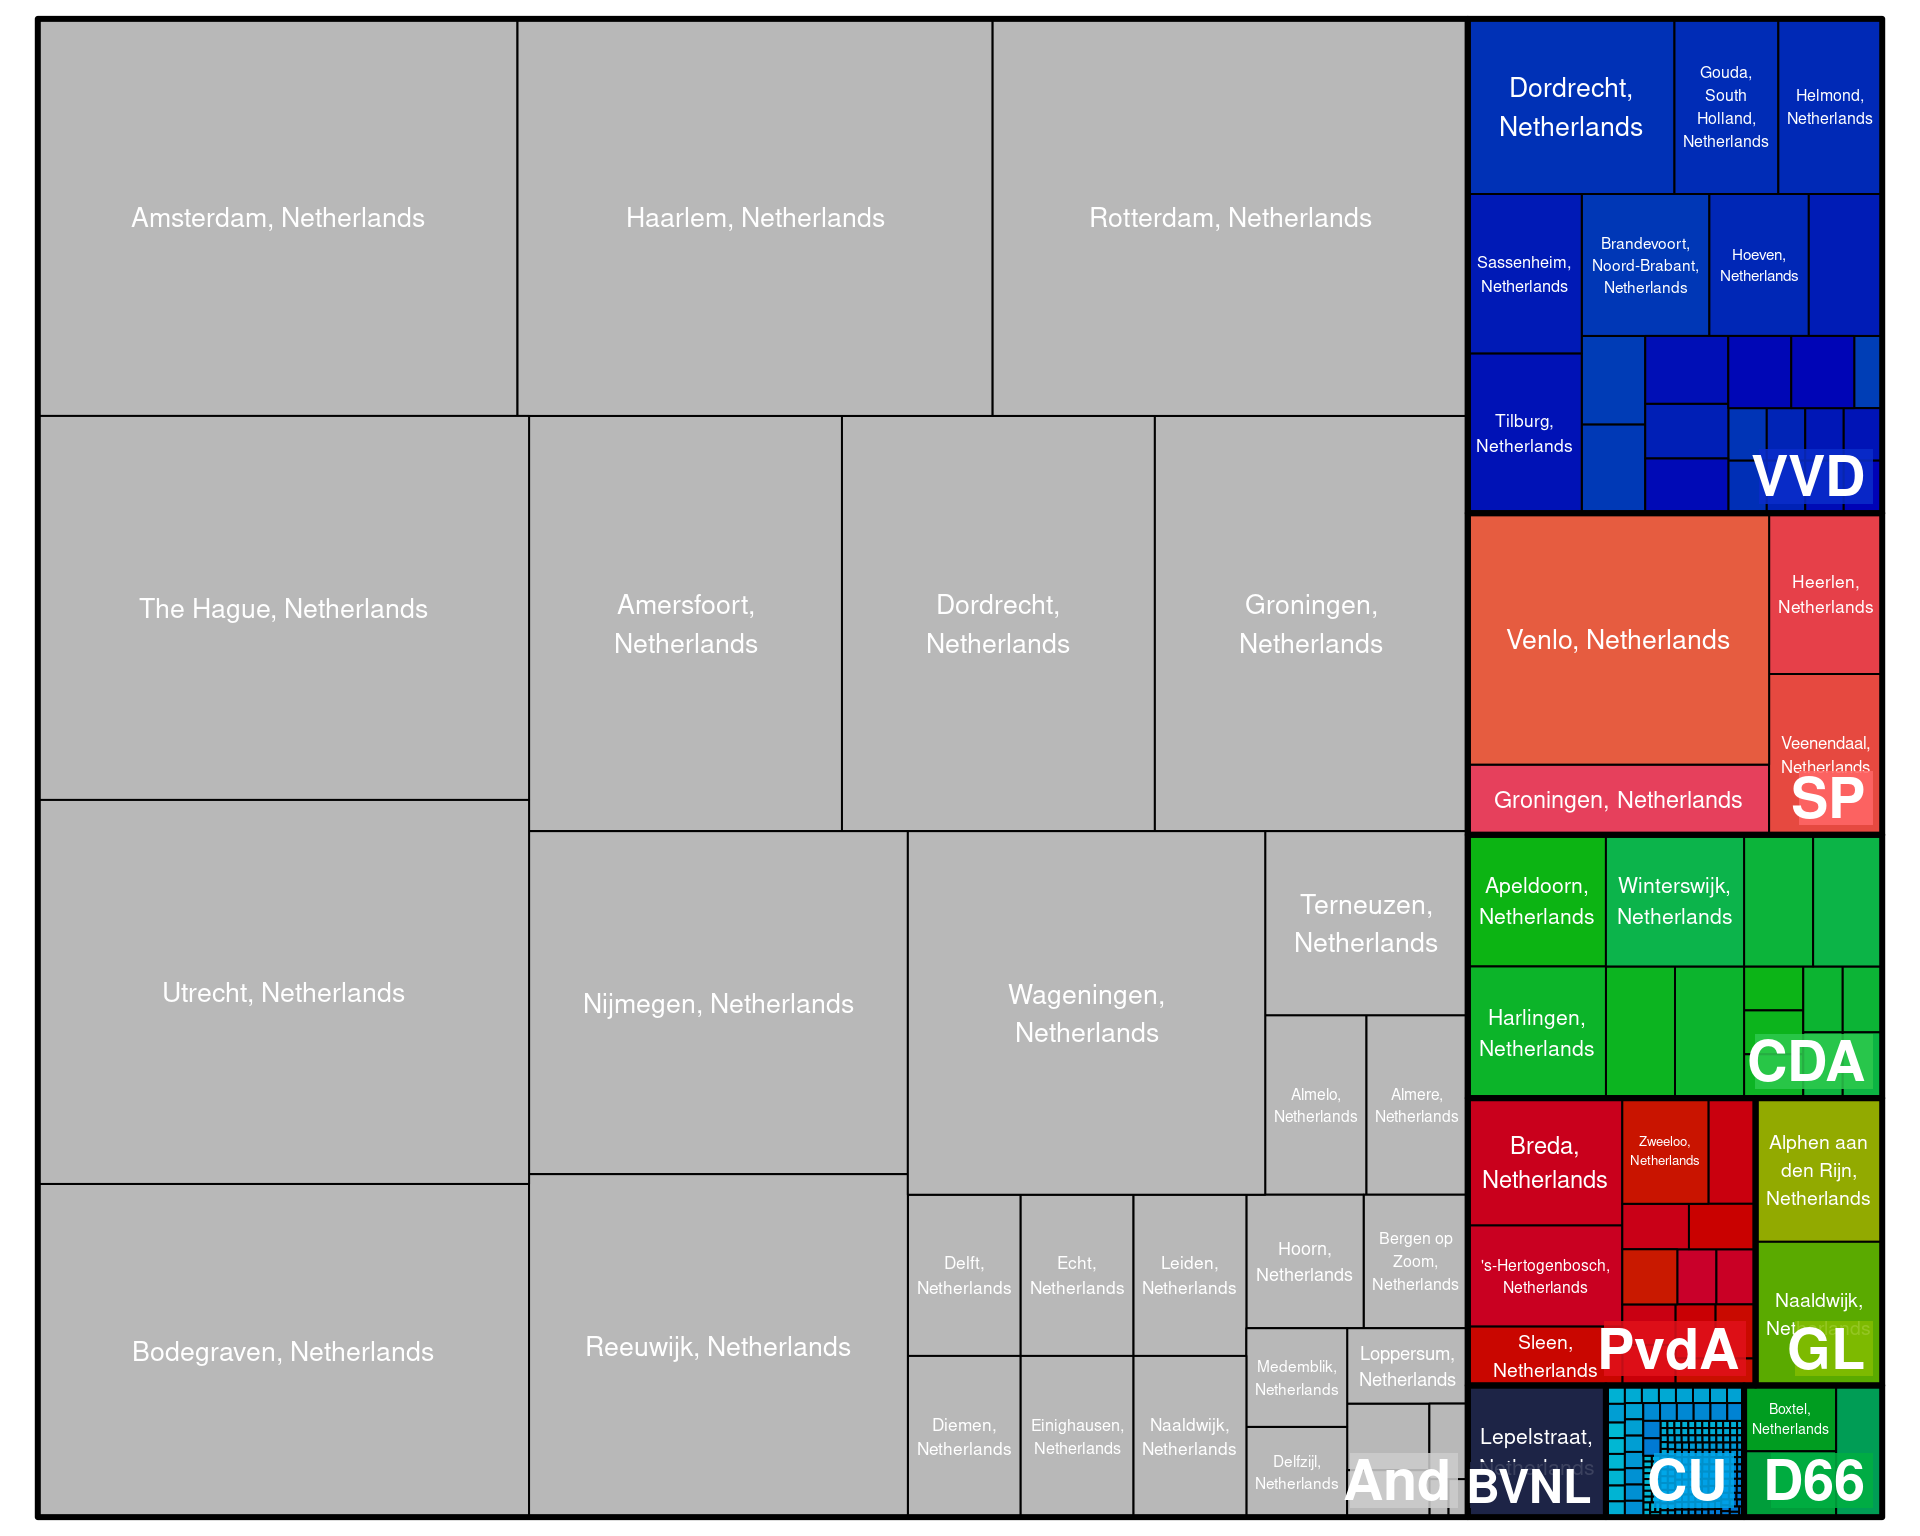 Amsterdam, Netherlands
Haarlem, Netherlands
Rotterdam, Netherlands
The Hague, Netherlands
Amersfoort,
Netherlands
Dordrecht,
Netherlands
Groningen,
Netherlands
Utrecht, Netherlands
Nijmegen, Netherlands
Wageningen,
Netherlands
Terneuzen,
Netherlands
Almelo,
Netherlands
Almere,
Netherlands
Bodegraven, Netherlands
Reeuwijk, Netherlands
Delft,
Netherlands
Echt,
Netherlands
Leiden,
Netherlands
Hoorn,
Netherlands
Bergen op
Zoom,
Netherlands
Diemen,
Netherlands
Einighausen,
Netherlands
Naaldwijk,
Netherlands
Medemblik,
Netherlands
Loppersum,
Netherlands
Delfzijl,
Netherlands
And
Dordrecht,
Netherlands
Gouda,
South
Holland,
Netherlands
Helmond,
Netherlands
Sassenheim,
Netherlands
Brandevoort,
Noord-Brabant,
Netherlands
Hoeven,
Netherlands
Tilburg,
Netherlands
VVD
Venlo, Netherlands
Heerlen,
Netherlands
Veenendaal,
Netherlands
Groningen, Netherlands
SP
Apeldoorn,
Netherlands
Winterswijk,
Netherlands
Harlingen,
Netherlands
CDA
Breda,
Netherlands
Zweeloo,
Netherlands
's-Hertogenbosch,
Netherlands
Sleen,
Netherlands
PvdA
Alphen aan
den Rijn,
Netherlands
Naaldwijk,
Netherlands
GL
Lepelstraat,
Netherlands
BVNL
CU
Boxtel,
Netherlands
D66